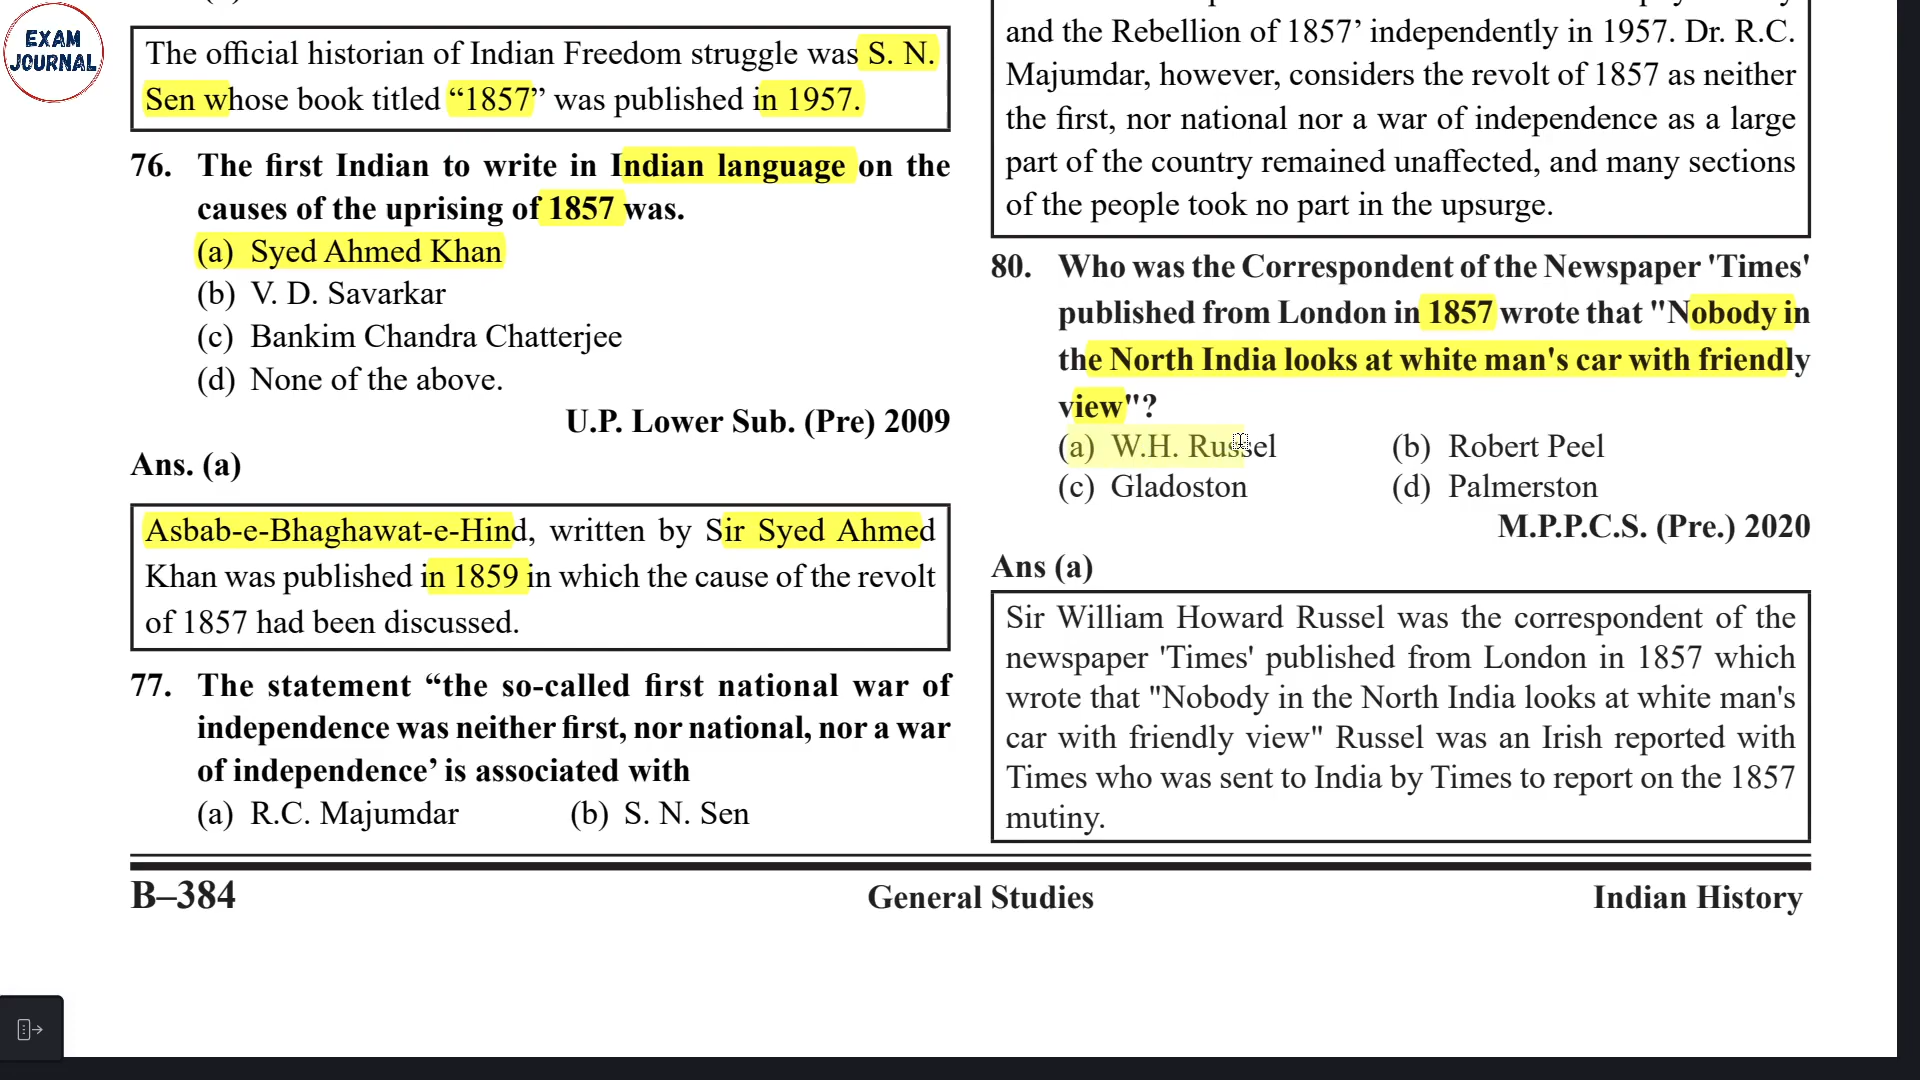 EXAM
JOURNAL
The official historian of Indian Freedom struggle was S. N.
Sen whose book titled “1857” was published in 1957.
76. The first Indian to write in Indian language on the
causes of the uprising of 1857 was.
(a) Syed Ahmed Khan
(b) V. D. Savarkar
(c) Bankim Chandra Chatterjee
(d) None of the above.
U.P. Lower Sub. (Pre) 2009
Ans. (a)
Asbab-e-Bhaghawat-e-Hind, written by Sir Syed Ahmed
Khan was published in 1859 in which the cause of the revolt
of 1857 had been discussed.
77. The statement “the so-called first national war of
independence was neither first, nor national, nor a war
of independence’ is associated with
(a) R.C. Majumdar (b) S. N. Sen
and the Rebellion of 1857’ independently in 1957. Dr. R.C.
Majumdar, however, considers the revolt of 1857 as neither
the first, nor national nor a war of independence as a large
part of the country remained unaffected, and many sections
of the people took no part in the upsurge.
80. Who was the Correspondent of the Newspaper 'Times'
published from London in 1857 wrote that "Nobody in
the North India looks at white man's car with friendly
view"?
(a) W.H. Russel (b) Robert Peel
(c) Gladoston (d) Palmerston
M.P.P.C.S. (Pre.) 2020
Ans (a)
Sir William Howard Russel was the correspondent of the
newspaper 'Times' published from London in 1857 which
wrote that "Nobody in the North India looks at white man's
car with friendly view" Russel was an Irish reported with
Times who was sent to India by Times to report on the 1857
mutiny.
B–384 General Studies Indian History